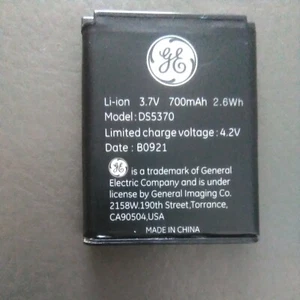 GE
Li-ion 3.7V 700mAh 2.6Wh
Model: DS5370
Limited charge voltage : 4.2V
Date : B0921
GE is a trademark of General
Electric Company and is under
license by General Imaging Co.
2158W.190th Street,Torrance,
CA90504,USA
MADE IN CHINA